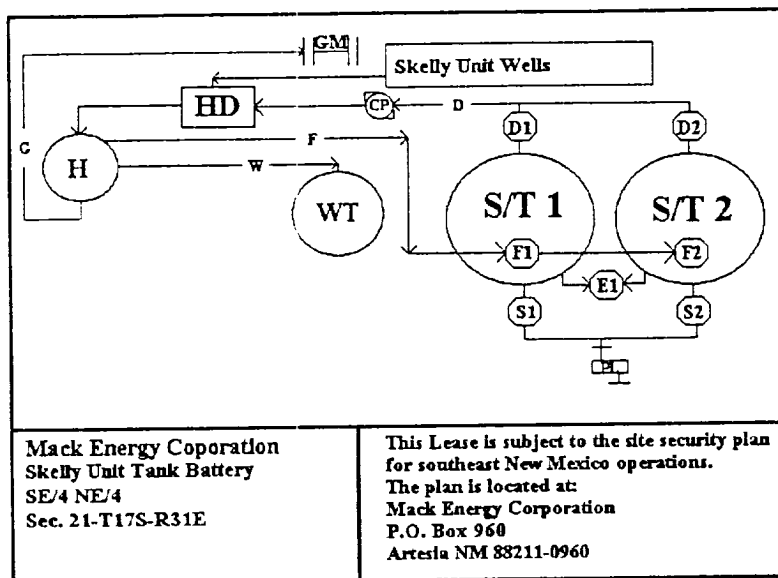 GM
Skelly Unit Wells
HD
CP
D
D1
D2
G
H
F
W
WT
S/T 1
S/T 2
F1
F2
E1
S1
S2
PL
Mack Energy Coporation
Skelly Unit Tank Battery
SE/4 NE/4
Sec. 21-T17S-R31E
This Lease is subject to the site security plan
for southeast New Mexico operations.
The plan is located at:
Mack Energy Corporation
P.O. Box 960
Artesia NM 88211-0960